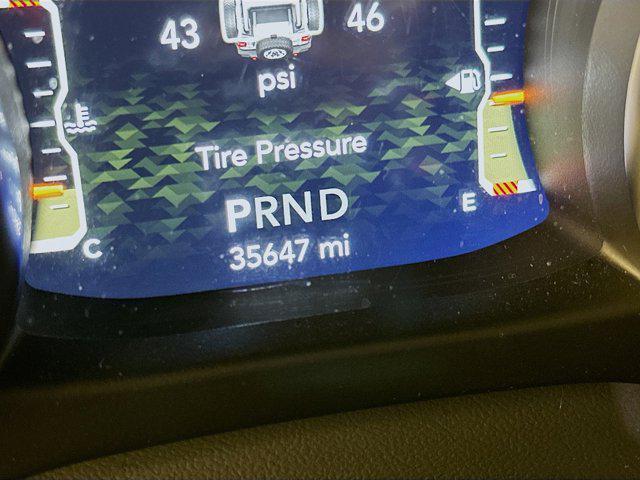 43 46
psi
Tire Pressure
PRND
E
35647 mi
C